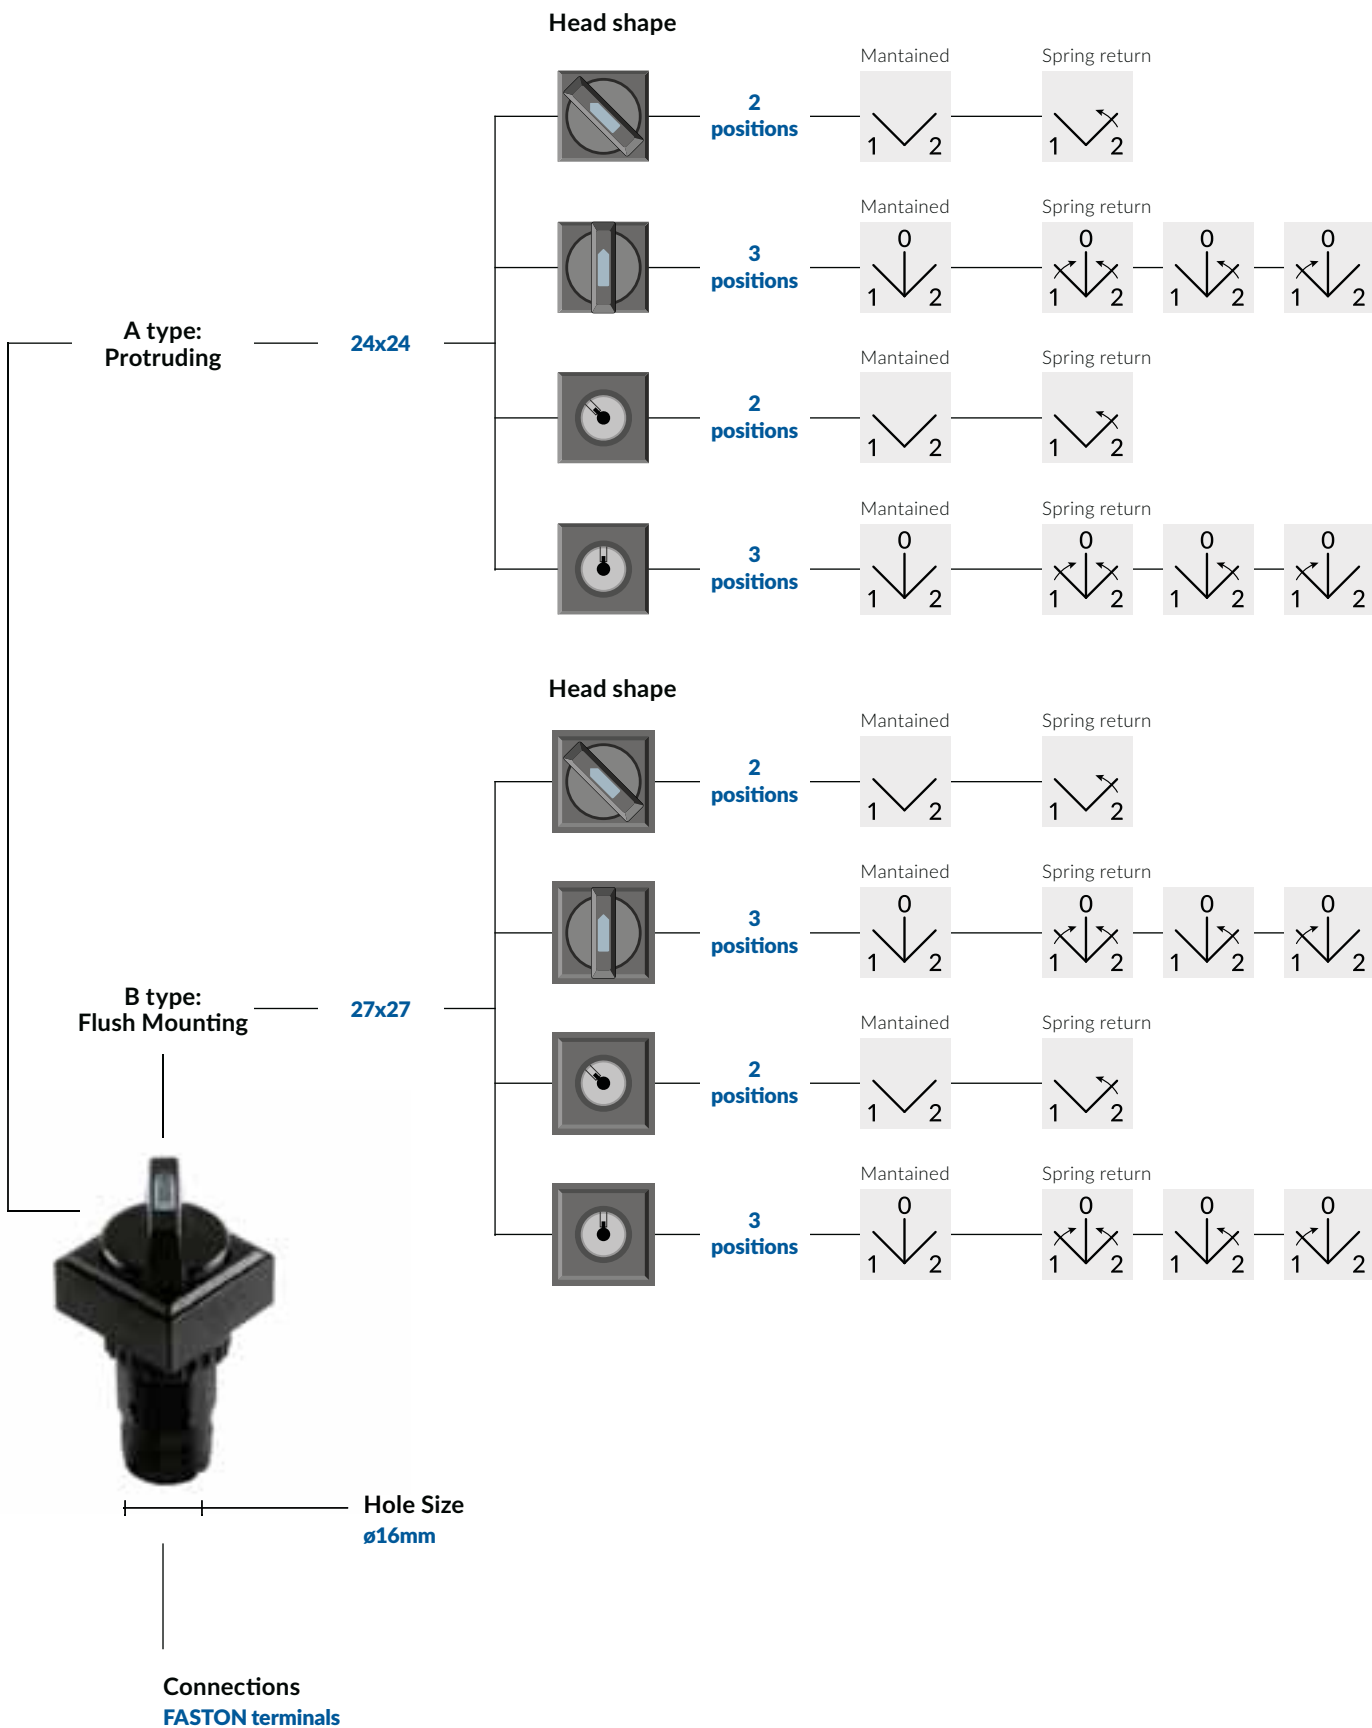 Head shape
Mantained
Spring return
2
positions
1 2
1 2
Mantained
Spring return
3
positions
0
1 2
0
1 2
0
1 2
0
1 2
A type:
Protruding
24x24
Mantained
Spring return
2
positions
1 2
1 2
Mantained
Spring return
3
positions
0
1 2
0
1 2
0
1 2
0
1 2
Head shape
Mantained
Spring return
2
positions
1 2
1 2
Mantained
Spring return
3
positions
0
1 2
0
1 2
0
1 2
0
1 2
B type:
Flush Mounting
27x27
Mantained
Spring return
2
positions
1 2
1 2
Mantained
Spring return
3
positions
0
1 2
0
1 2
0
1 2
0
1 2
Hole Size
ø16mm
Connections
FASTON terminals